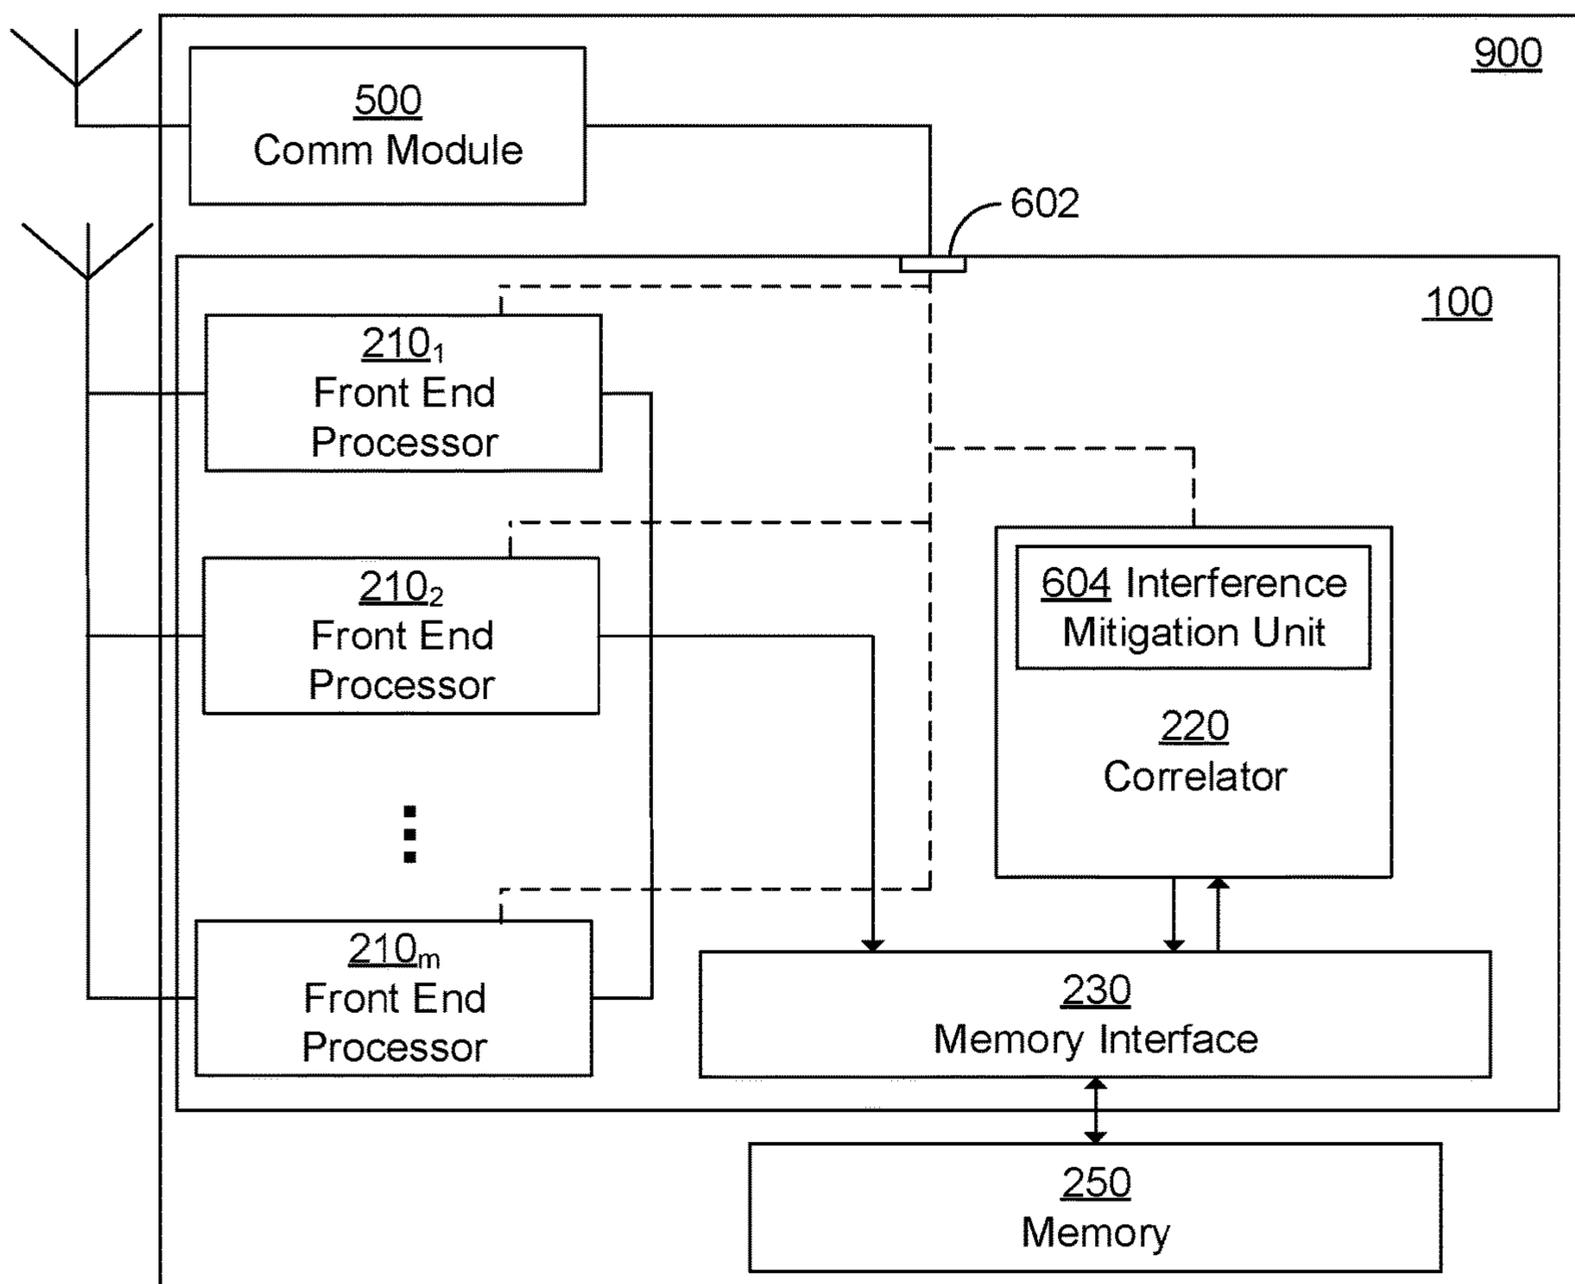 900
500
Comm Module
602
100
210₁
Front End
Processor
210₂
Front End
Processor
604 Interference
Mitigation Unit
220
Correlator
210ₘ
Front End
Processor
230
Memory Interface
250
Memory